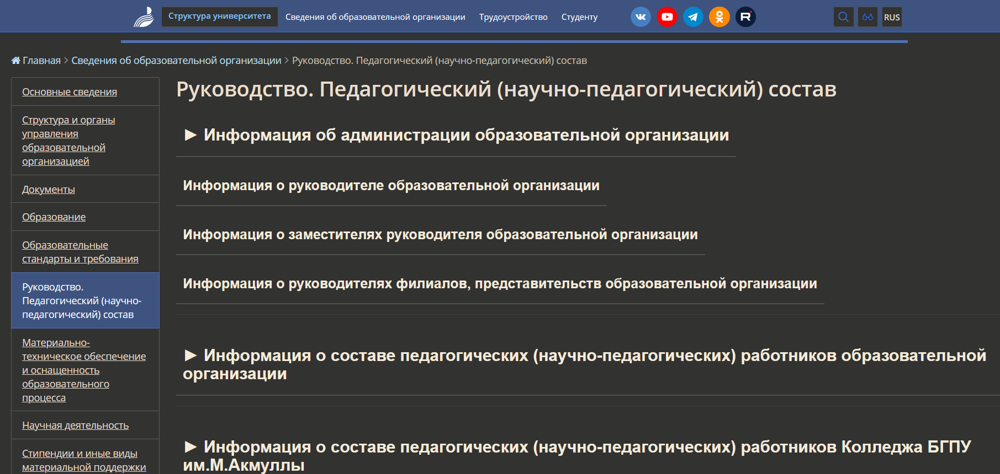 Структура университета
Сведения об образовательной организации
Трудоустройство
Студенту
RUS
Главная > Сведения об образовательной организации > Руководство. Педагогический (научно-педагогический) состав
Основные сведения
Структура и органы
управления
образовательной
организацией
Документы
Образование
Образовательные
стандарты и требования
Руководство.
Педагогический (научно-
педагогический) состав
Материально-
техническое обеспечение
и оснащенность
образовательного
процесса
Научная деятельность
Стипендии и иные виды
материальной поддержки
Руководство. Педагогический (научно-педагогический) состав
► Информация об администрации образовательной организации
Информация о руководителе образовательной организации
Информация о заместителях руководителя образовательной организации
Информация о руководителях филиалов, представительств образовательной организации
► Информация о составе педагогических (научно-педагогических) работников образовательной
организации
► Информация о составе педагогических (научно-педагогических) работников Колледжа БГПУ
им.М.Акмуллы